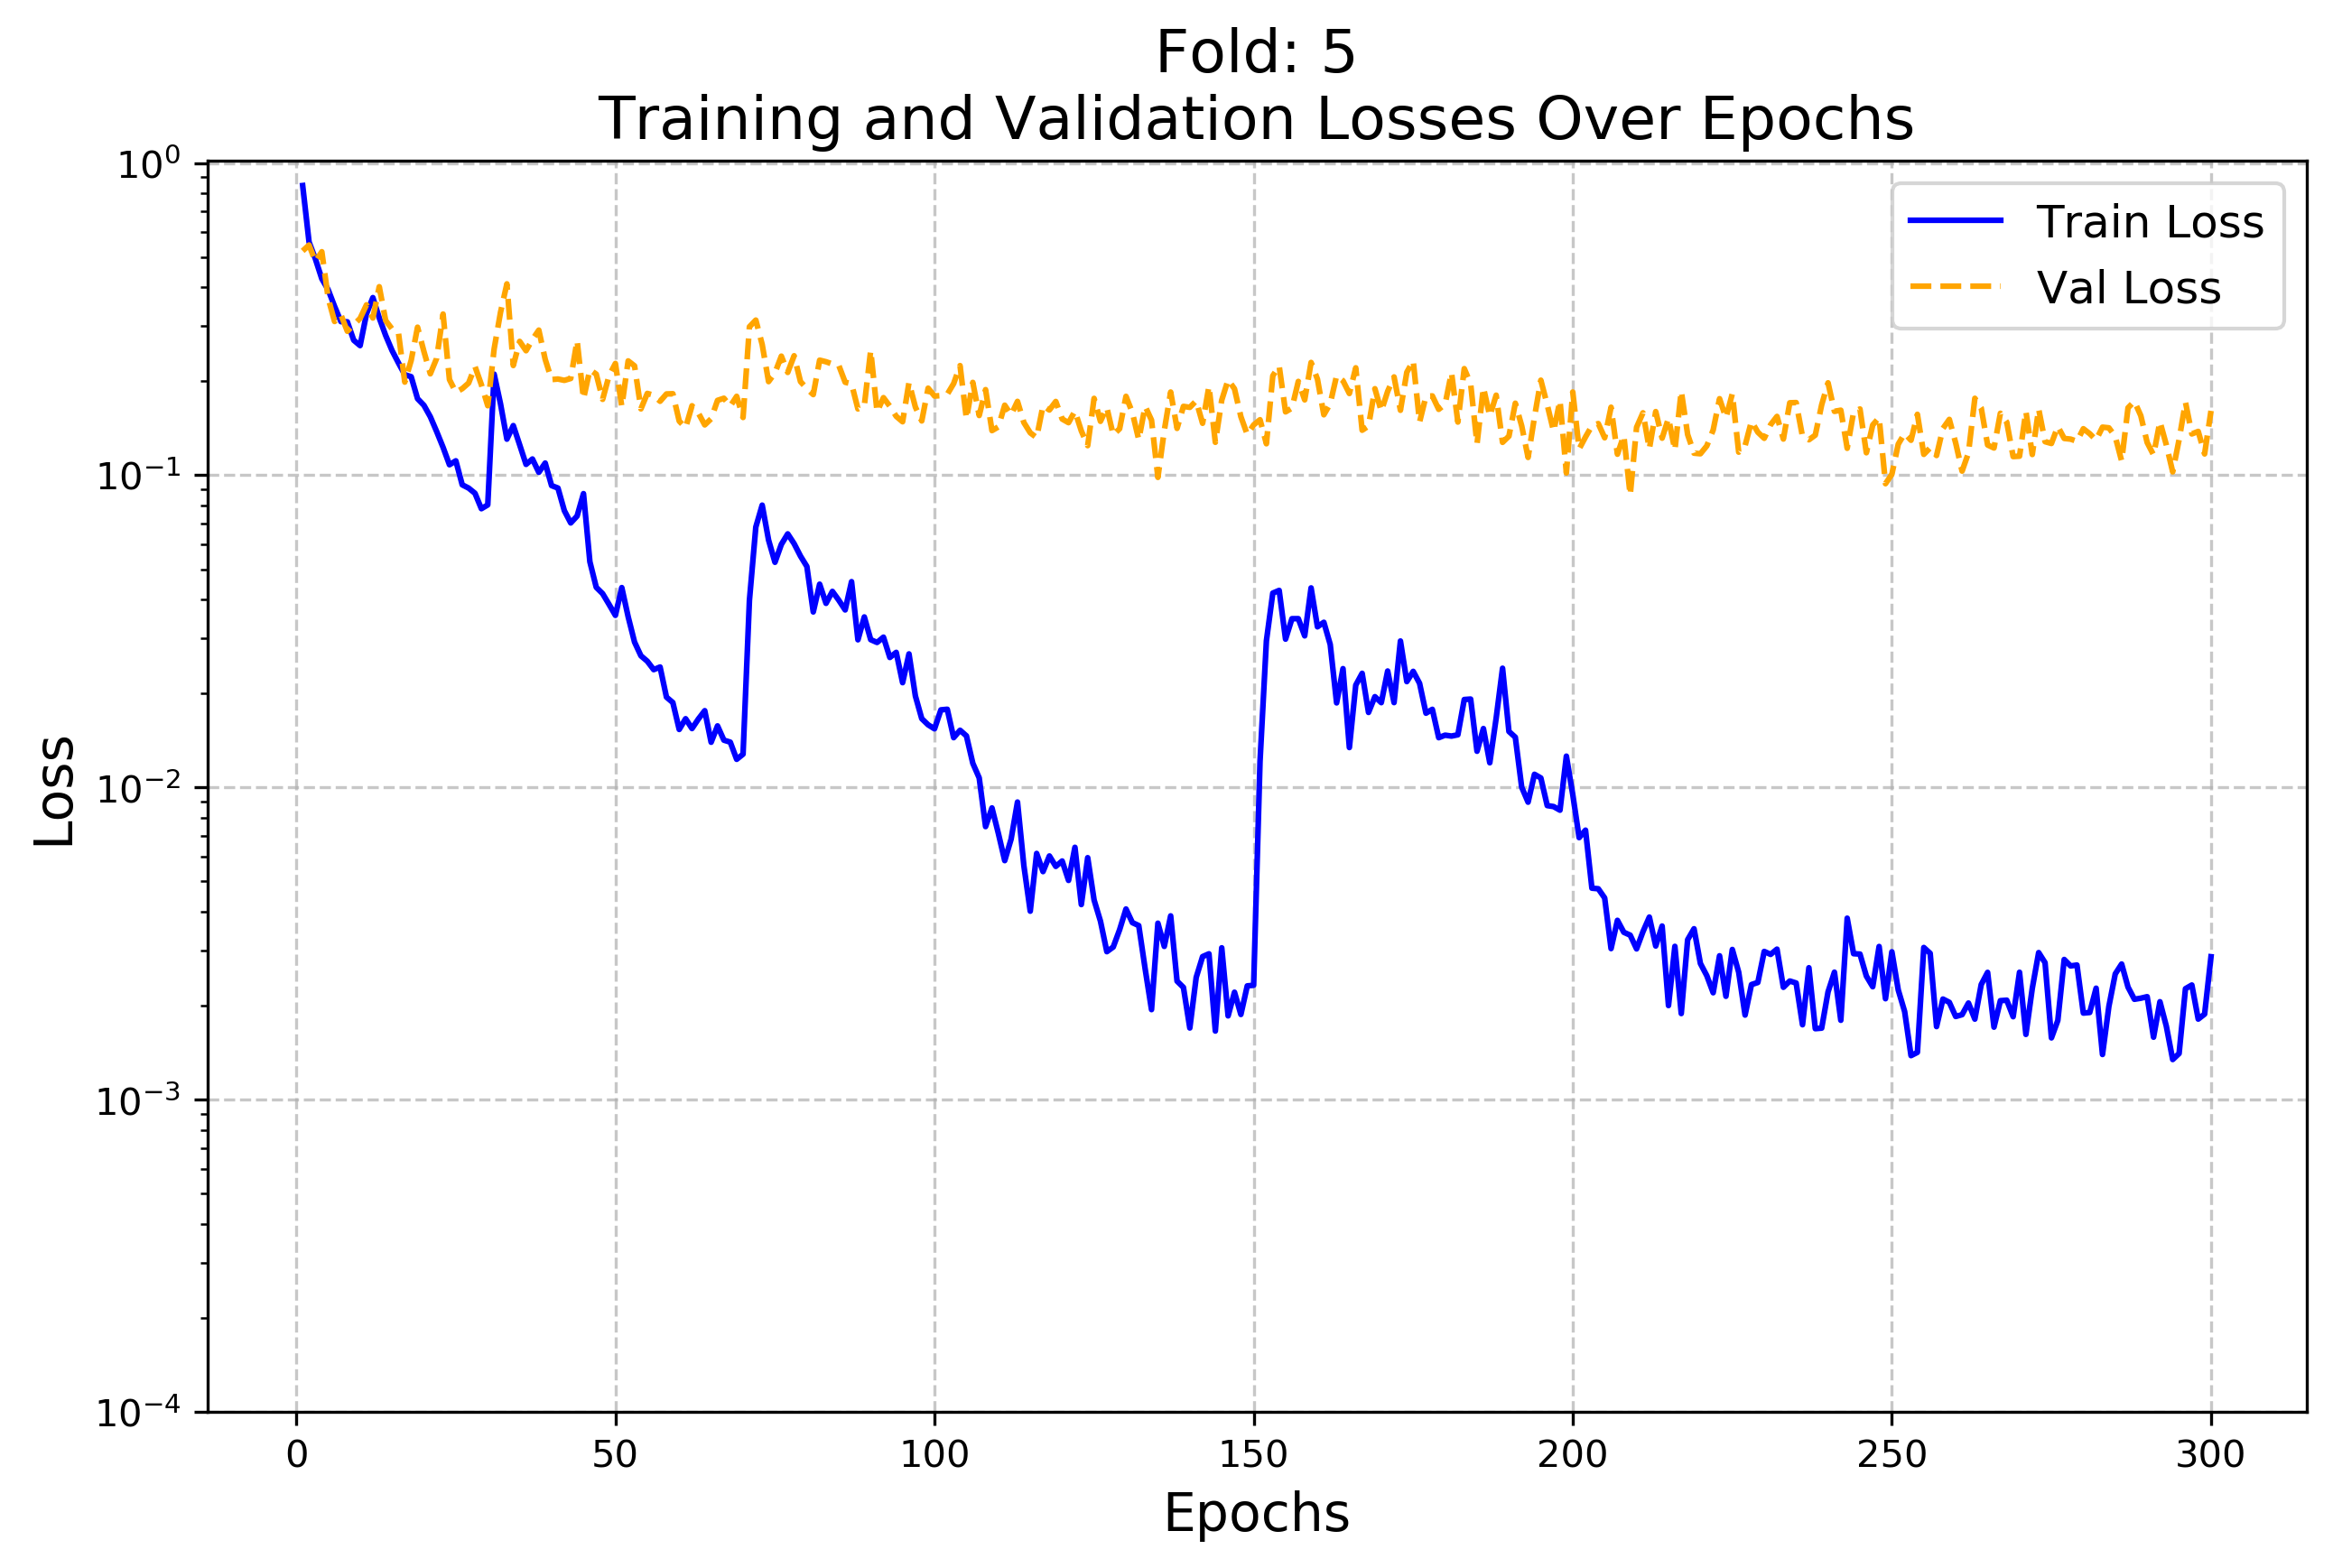 Fold: 5
Training and Validation Losses Over Epochs
Train Loss
Val Loss
Loss
10⁰
10⁻¹
10⁻²
10⁻³
10⁻⁴
0 50 100 150 200 250 300
Epochs